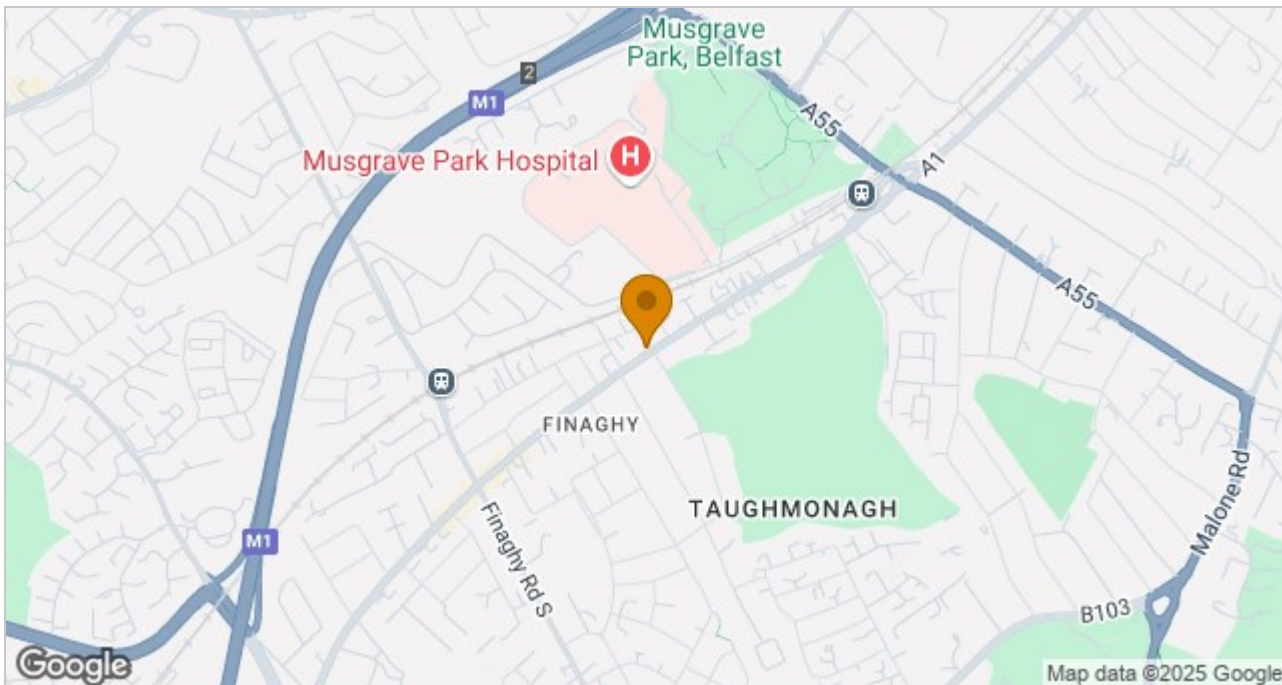 Musgrave
Park, Belfast
2
M1
A55
A1
Musgrave Park Hospital
H
A55
FINAGHY
TAUGHMONAGH
Malone Rd
Finaghy Rd S
M1
B103
Google
Map data ©2025 Google